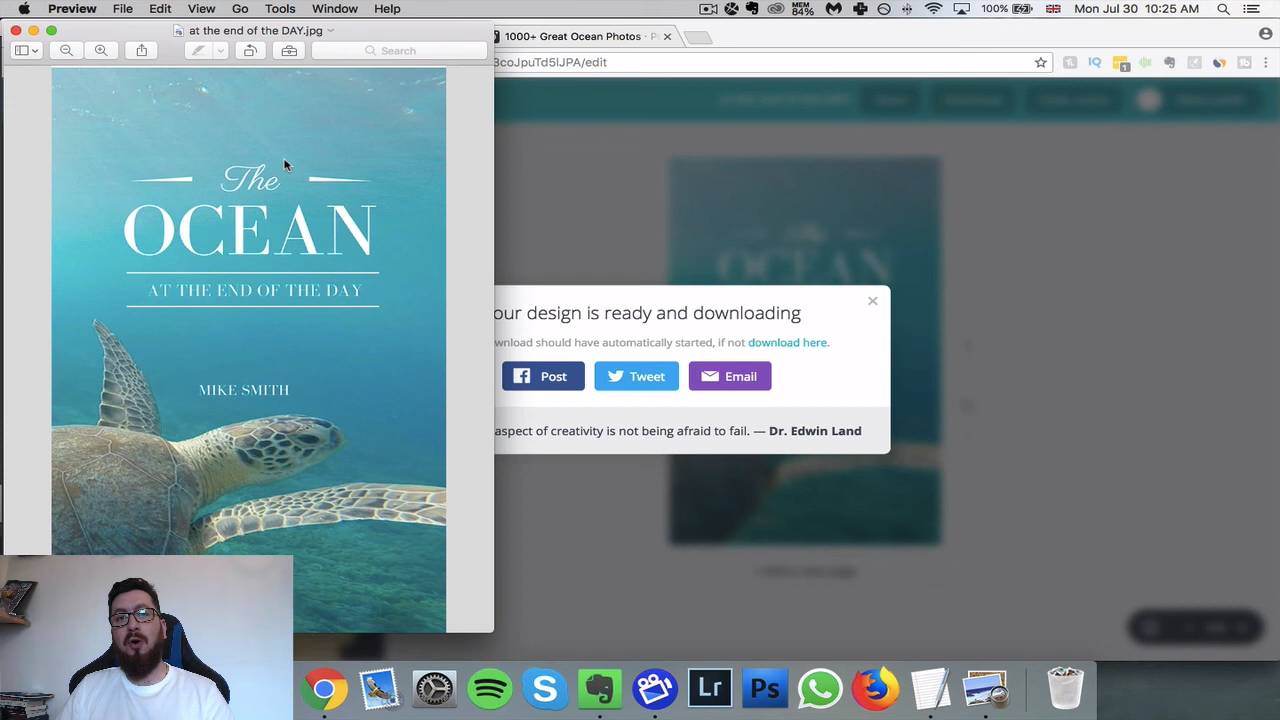 Preview File Edit View Go Tools Window Help
MEM 84% 100% Mon Jul 30 10:25 AM
at the end of the DAY.jpg
Search
1000+ Great Ocean Photos · P
3coJpuTd5lJPA/edit
IQ 1
The
OCEAN
AT THE END OF THE DAY
MIKE SMITH
our design is ready and downloading
wnload should have automatically started, if not download here.
Post Tweet Email
aspect of creativity is not being afraid to fail. — Dr. Edwin Land
Lr Ps